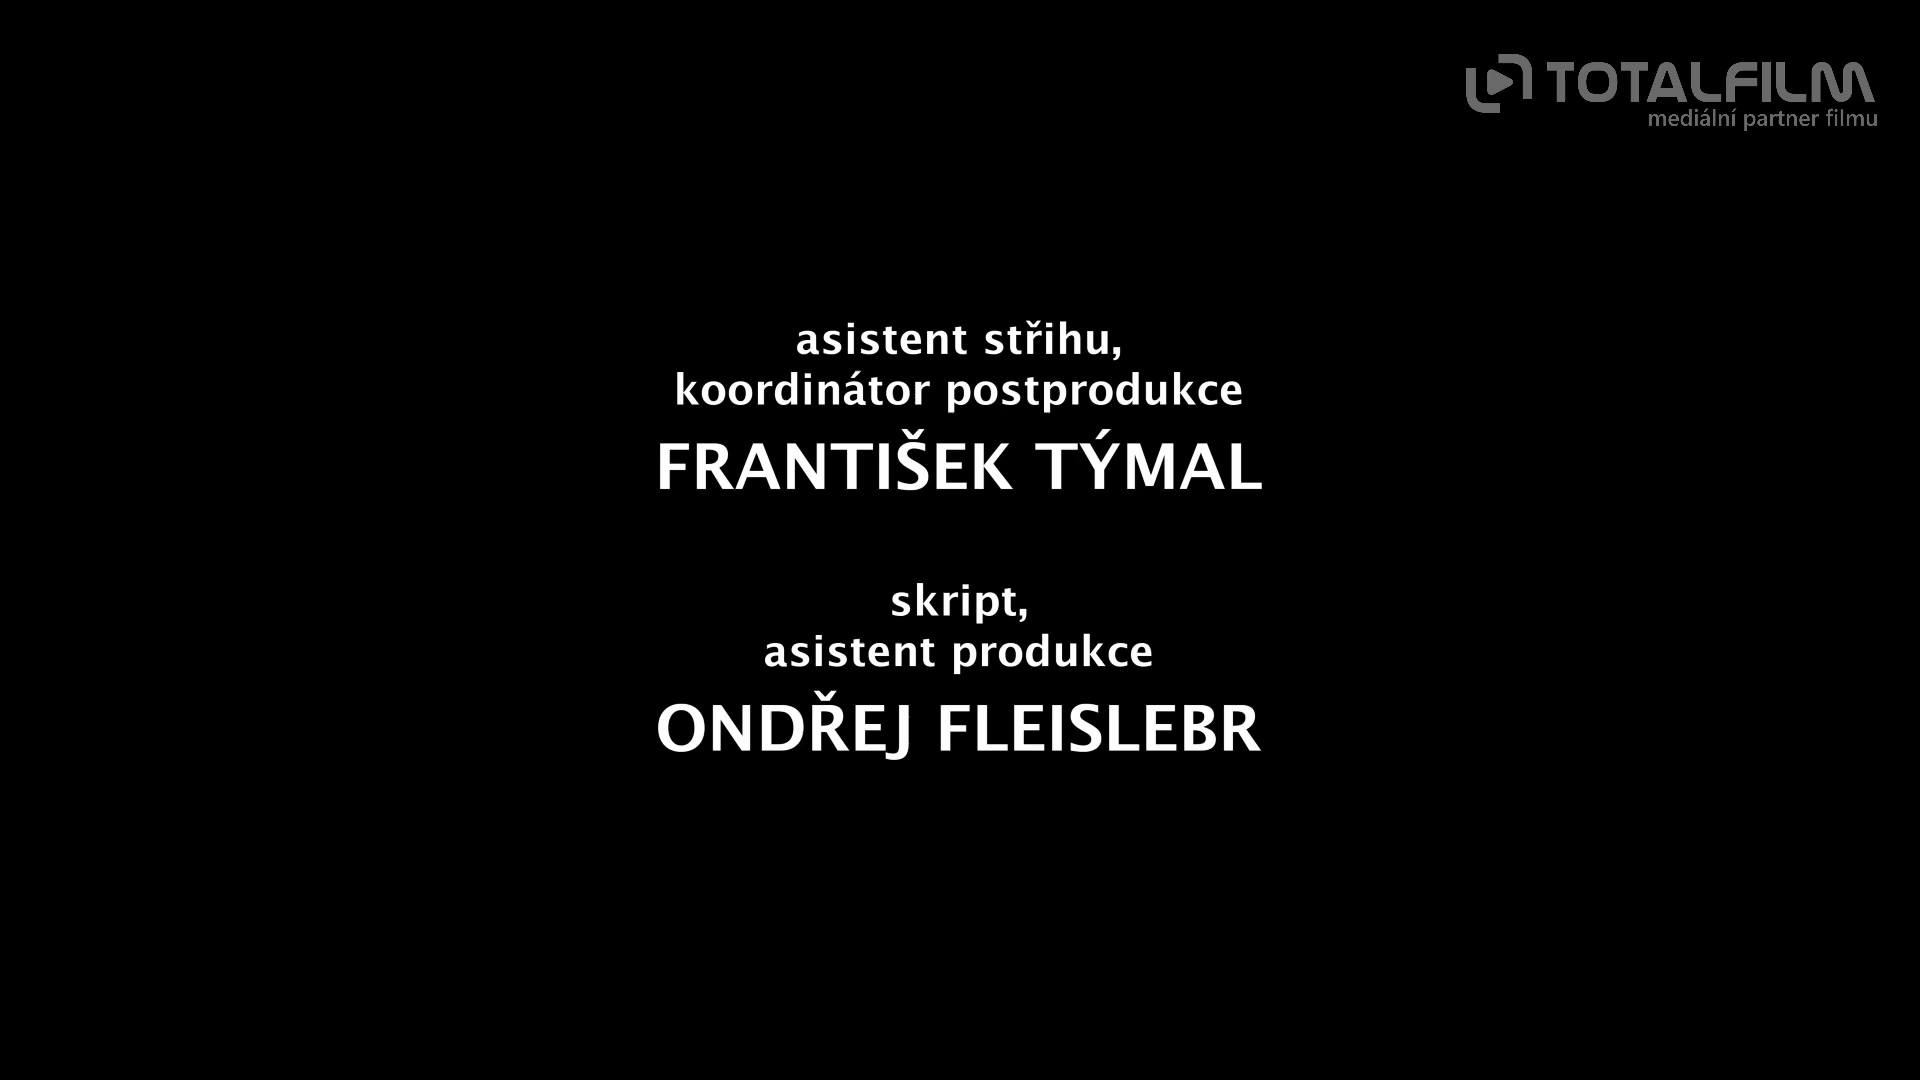 TOTALFILM
mediální partner filmu
asistent střihu,
koordinátor postprodukce
FRANTIŠEK TÝMAL
skript,
asistent produkce
ONDŘEJ FLEISLEBR